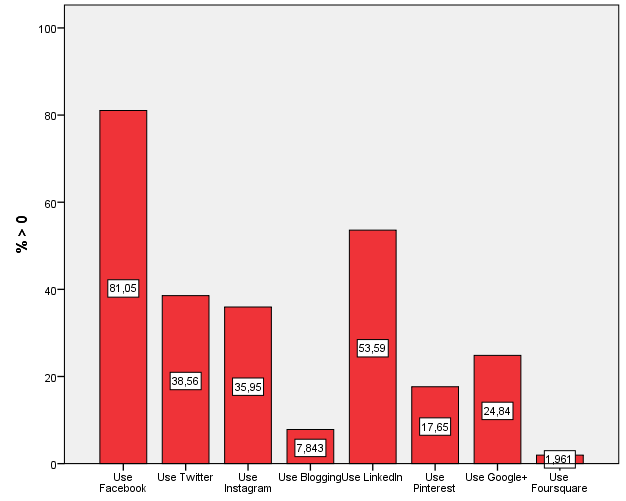 100
80
60
40
20
0
% > 0
81,05
38,56
35,95
7,843
53,59
17,65
24,84
1,961
Use
Facebook
Use Twitter
Use
Instagram
Use Blogging
Use LinkedIn
Use
Pinterest
Use Google+
Use
Foursquare